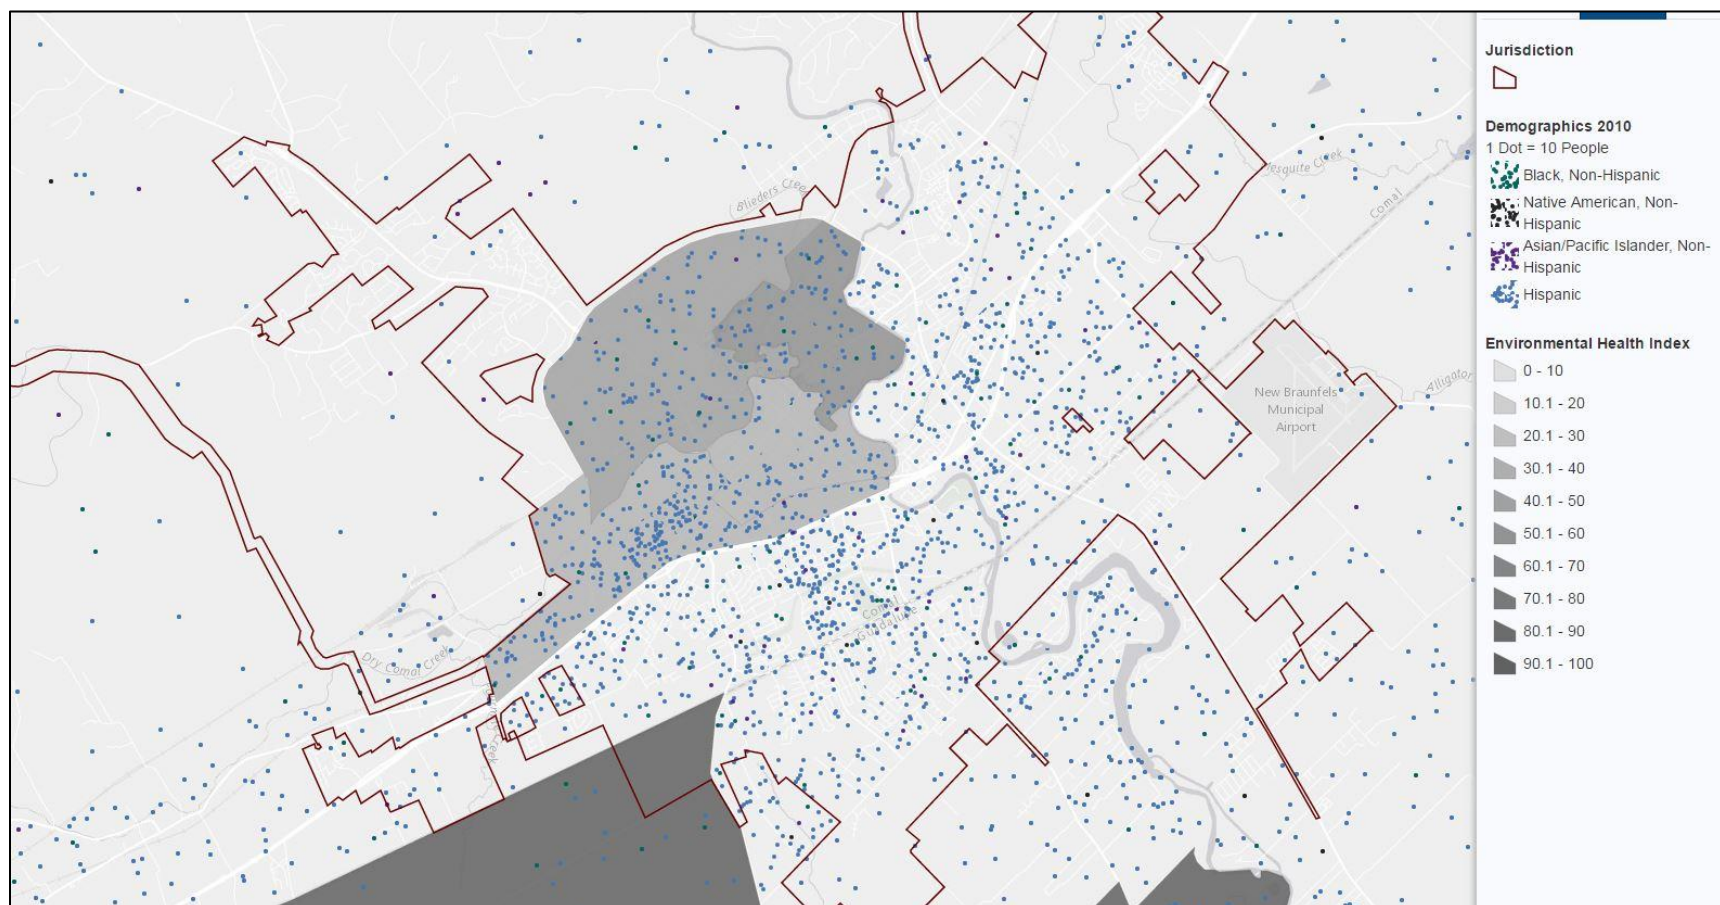 Jurisdiction
Demographics 2010
1 Dot = 10 People
Black, Non-Hispanic
Native American, Non-
Hispanic
Asian/Pacific Islander, Non-
Hispanic
Hispanic
Environmental Health Index
0 - 10
10.1 - 20
20.1 - 30
30.1 - 40
40.1 - 50
50.1 - 60
60.1 - 70
70.1 - 80
80.1 - 90
90.1 - 100
Blieders Cree
Mesquite Creek
Comal
Alligator
New Braunfels
Municipal
Airport
Comal
Guadalupe
Dry Comal Creek
Creek